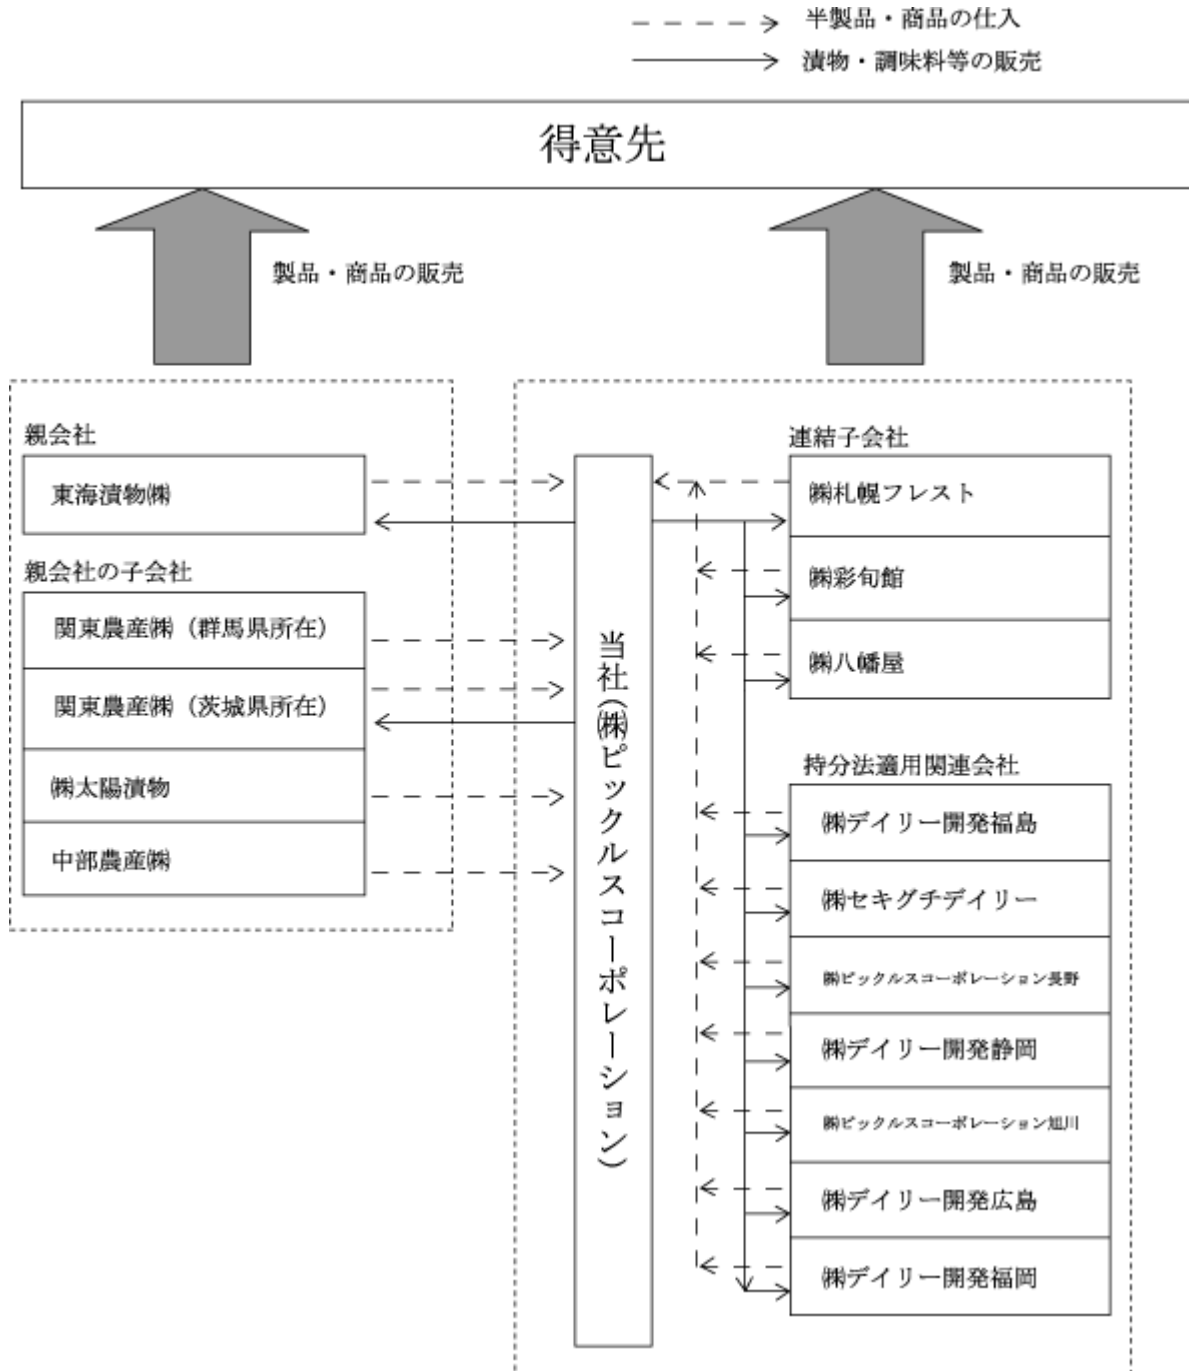 半製品・商品の仕入
漬物・調味料等の販売
得意先
製品・商品の販売
製品・商品の販売
親会社
東海漬物㈱
親会社の子会社
関東農産㈱（群馬県所在）
関東農産㈱（茨城県所在）
㈱太陽漬物
中部農産㈱
当社(㈱ピックルスコーポレーション)
連結子会社
㈱札幌フレスト
㈱彩旬館
㈱八幡屋
持分法適用関連会社
㈱デイリー開発福島
㈱セキグチデイリー
㈱ピックルスコーポレーション長野
㈱デイリー開発静岡
㈱ピックルスコーポレーション旭川
㈱デイリー開発広島
㈱デイリー開発福岡